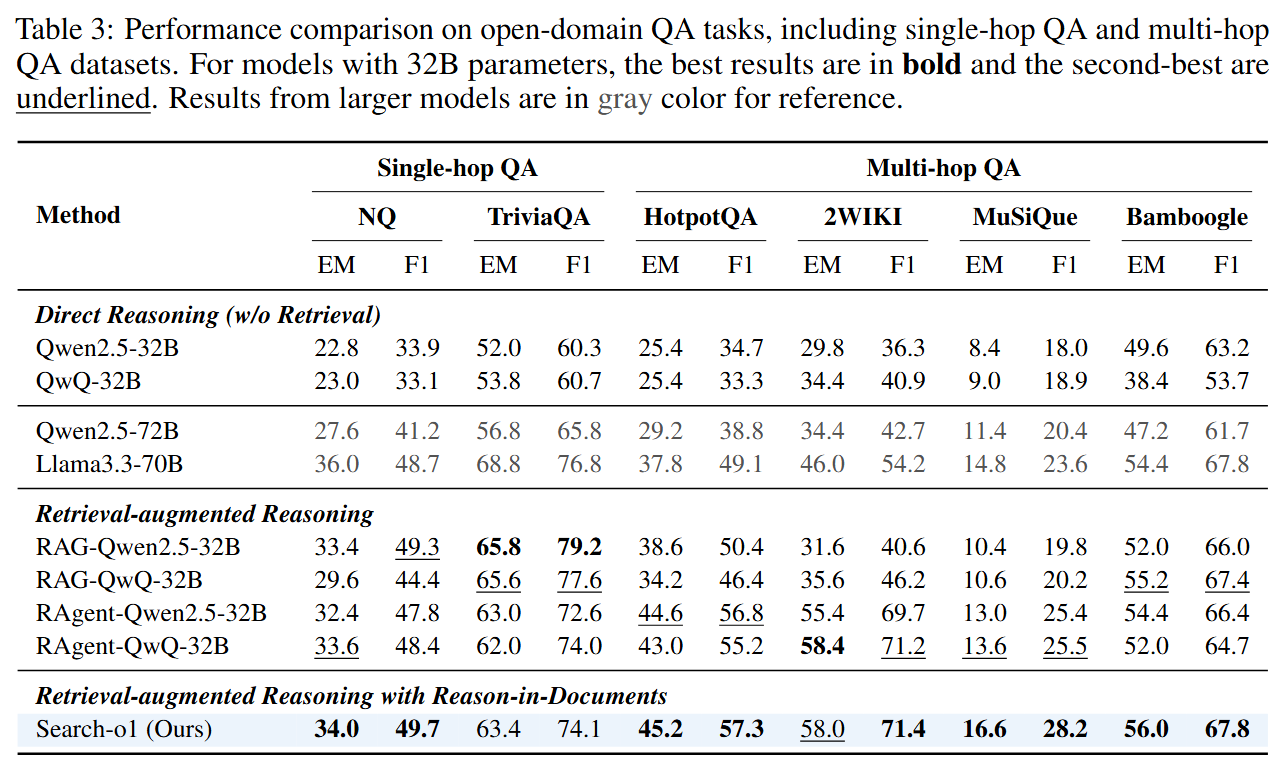 Table 3: Performance comparison on open-domain QA tasks, including single-hop QA and multi-hop
QA datasets. For models with 32B parameters, the best results are in bold and the second-best are
underlined. Results from larger models are in gray color for reference.
Single-hop QA Multi-hop QA
Method NQ TriviaQA HotpotQA 2WIKI MuSiQue Bamboogle
EM F1 EM F1 EM F1 EM F1 EM F1 EM F1
Direct Reasoning (w/o Retrieval)
Qwen2.5-32B 22.8 33.9 52.0 60.3 25.4 34.7 29.8 36.3 8.4 18.0 49.6 63.2
QwQ-32B 23.0 33.1 53.8 60.7 25.4 33.3 34.4 40.9 9.0 18.9 38.4 53.7
Qwen2.5-72B 27.6 41.2 56.8 65.8 29.2 38.8 34.4 42.7 11.4 20.4 47.2 61.7
Llama3.3-70B 36.0 48.7 68.8 76.8 37.8 49.1 46.0 54.2 14.8 23.6 54.4 67.8
Retrieval-augmented Reasoning
RAG-Qwen2.5-32B 33.4 49.3 65.8 79.2 38.6 50.4 31.6 40.6 10.4 19.8 52.0 66.0
RAG-QwQ-32B 29.6 44.4 65.6 77.6 34.2 46.4 35.6 46.2 10.6 20.2 55.2 67.4
RAgent-Qwen2.5-32B 32.4 47.8 63.0 72.6 44.6 56.8 55.4 69.7 13.0 25.4 54.4 66.4
RAgent-QwQ-32B 33.6 48.4 62.0 74.0 43.0 55.2 58.4 71.2 13.6 25.5 52.0 64.7
Retrieval-augmented Reasoning with Reason-in-Documents
Search-o1 (Ours) 34.0 49.7 63.4 74.1 45.2 57.3 58.0 71.4 16.6 28.2 56.0 67.8